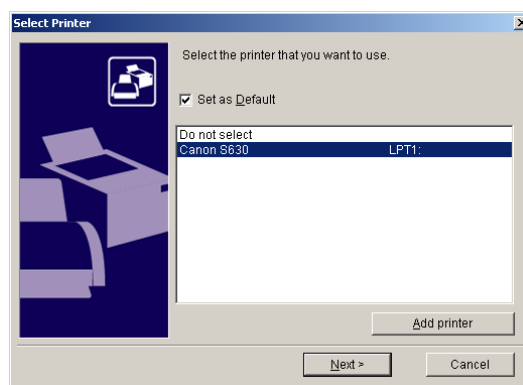 Select Printer
Select the printer that you want to use.
Set as Default
Do not select
Canon S630 LPT1:
Add printer
Next > Cancel